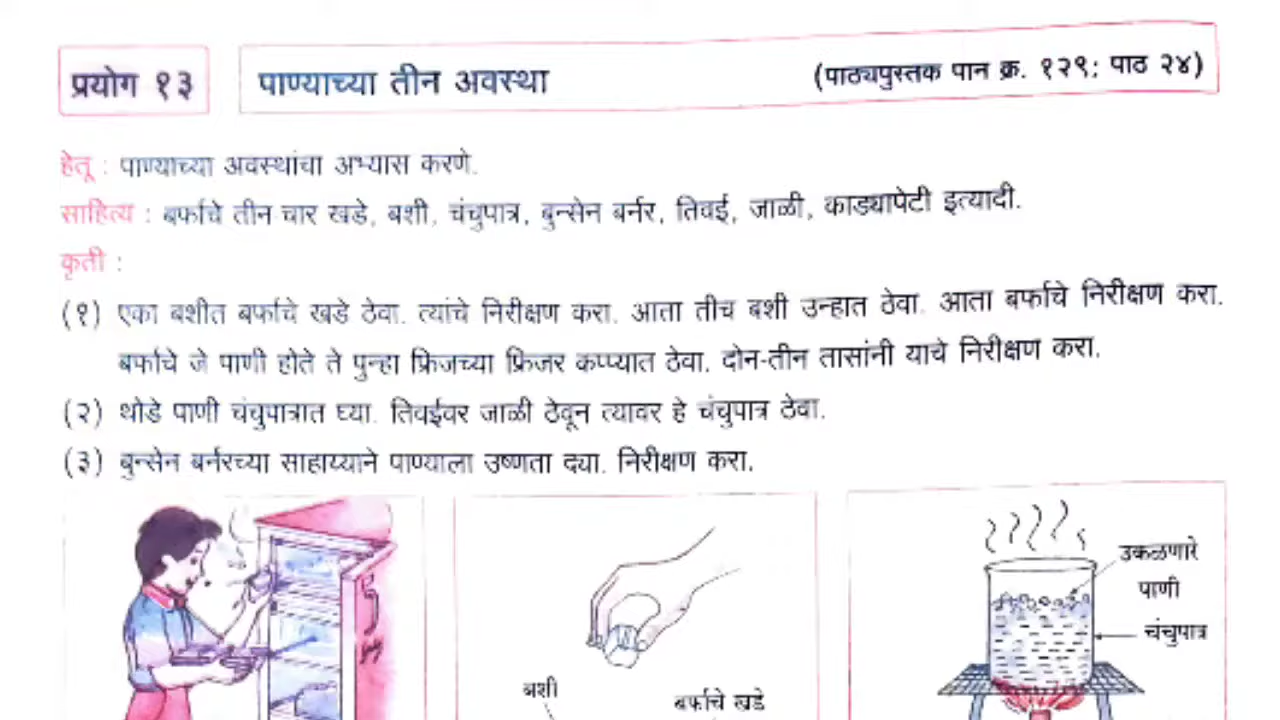 प्रयोग १३
पाण्याच्या तीन अवस्था
(पाठ्यपुस्तक पान क्र. १२९: पाठ २४)
हेतू : पाण्याच्या अवस्थांचा अभ्यास करणे.
साहित्य : बर्फाचे तीन चार खडे, बशी, चंचुपात्र, बुन्सेन बर्नर, तिवई, जाळी, काड्यापेटी इत्यादी.
कृती :
(१) एका बशीत बर्फाचे खडे ठेवा. त्यांचे निरीक्षण करा. आता तीच बशी उन्हात ठेवा. आता बर्फाचे निरीक्षण करा.
बर्फाचे जे पाणी होते ते पुन्हा फ्रिजच्या फ्रिजर कप्प्यात ठेवा. दोन-तीन तासांनी याचे निरीक्षण करा.
(२) थोडे पाणी चंचुपात्रात घ्या. तिवईवर जाळी ठेवून त्यावर हे चंचुपात्र ठेवा.
(३) बुन्सेन बर्नरच्या साहाय्याने पाण्याला उष्णता द्या. निरीक्षण करा.
उकळणारे
पाणी
चंचुपात्र
बशी
बर्फाचे खडे